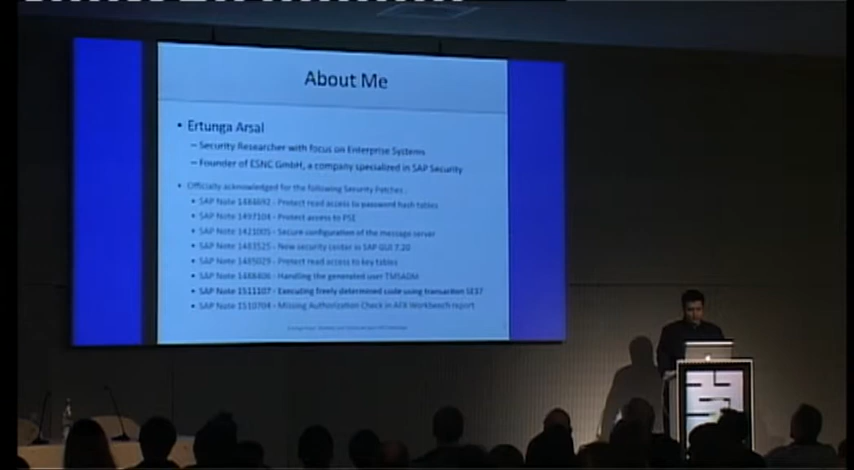 About Me
• Ertunga Arsal
– Security Researcher with focus on Enterprise Systems
– Founder of ESNC GmbH, a company specialized in SAP Security
• Officially acknowledged for the following Security Patches :
• SAP Note 1484692 - Protect read access to password hash tables
• SAP Note 1497104 - Protect access to PSE
• SAP Note 1421005 - Secure configuration of the message server
• SAP Note 1483525 - New security center in SAP GUI 7.20
• SAP Note 1485029 - Protect read access to key tables
• SAP Note 1488406 - Handling the generated user TMSADM
• SAP Note 1511107 - Executing freely determined code using transaction SE37
• SAP Note 1510704 - Missing Authorization Check in Workbench report